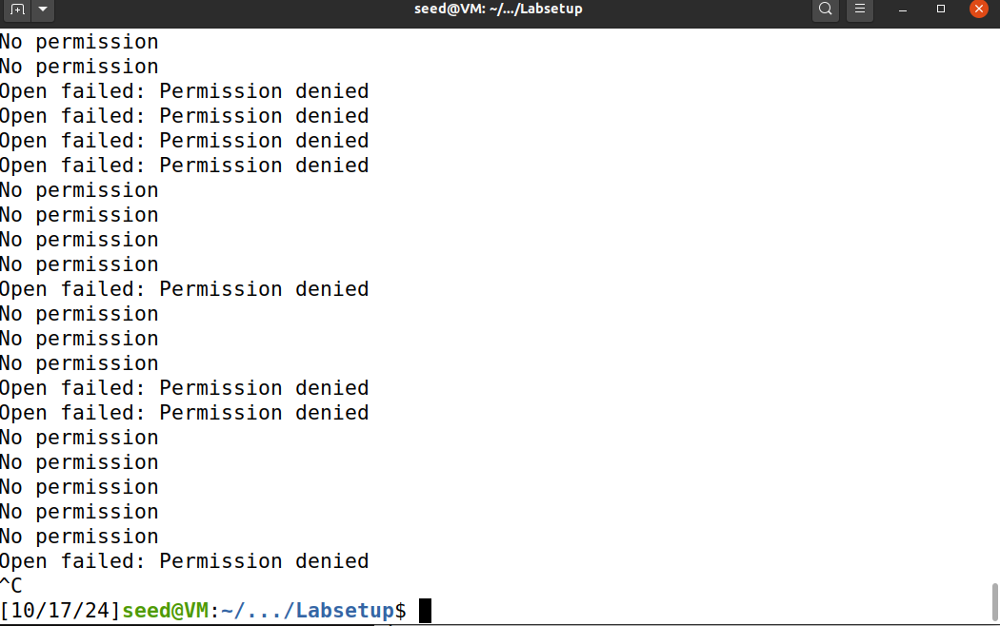 seed@VM: ~/.../Labsetup
No permission
No permission
Open failed: Permission denied
Open failed: Permission denied
Open failed: Permission denied
Open failed: Permission denied
No permission
No permission
No permission
No permission
Open failed: Permission denied
No permission
No permission
No permission
Open failed: Permission denied
Open failed: Permission denied
No permission
No permission
No permission
No permission
No permission
Open failed: Permission denied
^C
[10/17/24]seed@VM:~/.../Labsetup$